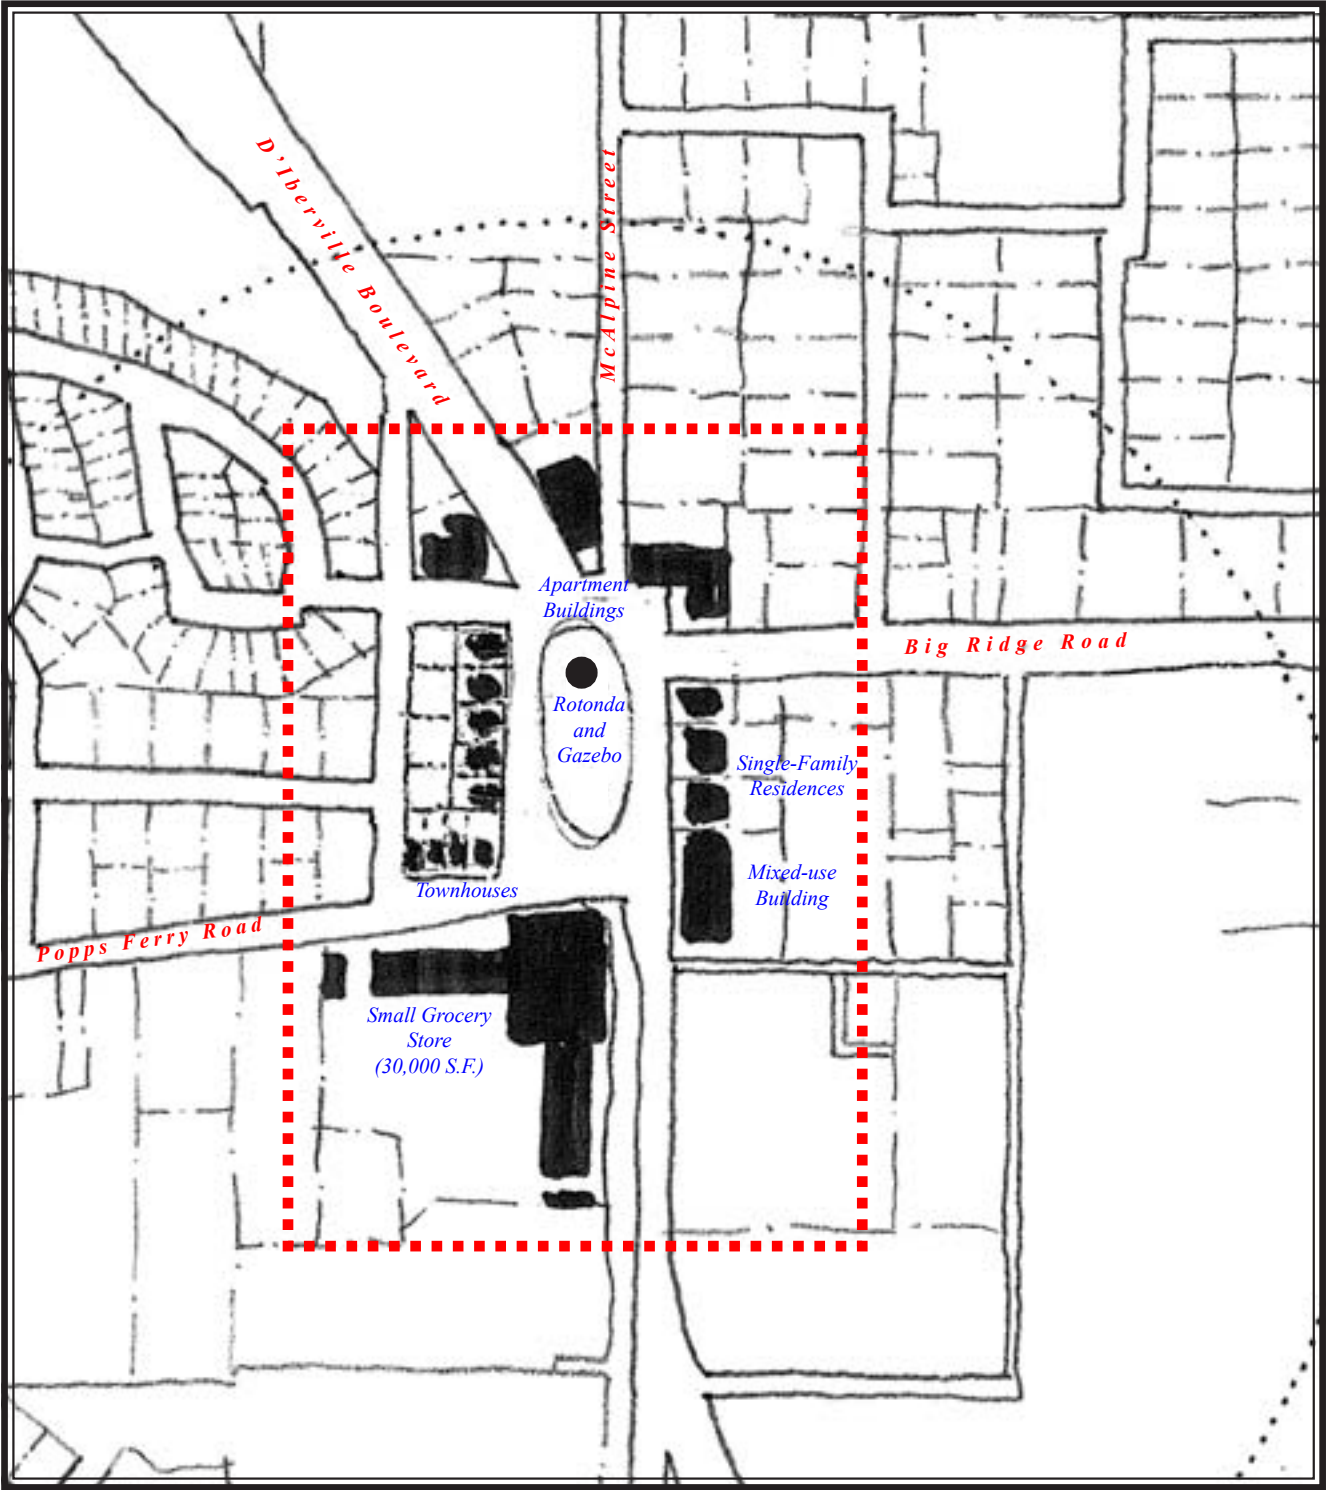 D'Iberville Boulevard
McAlpine Street
Apartment
Buildings
Big Ridge Road
Rotonda
and
Gazebo
Single-Family
Residences
Mixed-use
Building
Townhouses
Popps Ferry Road
Small Grocery
Store
(30,000 S.F.)